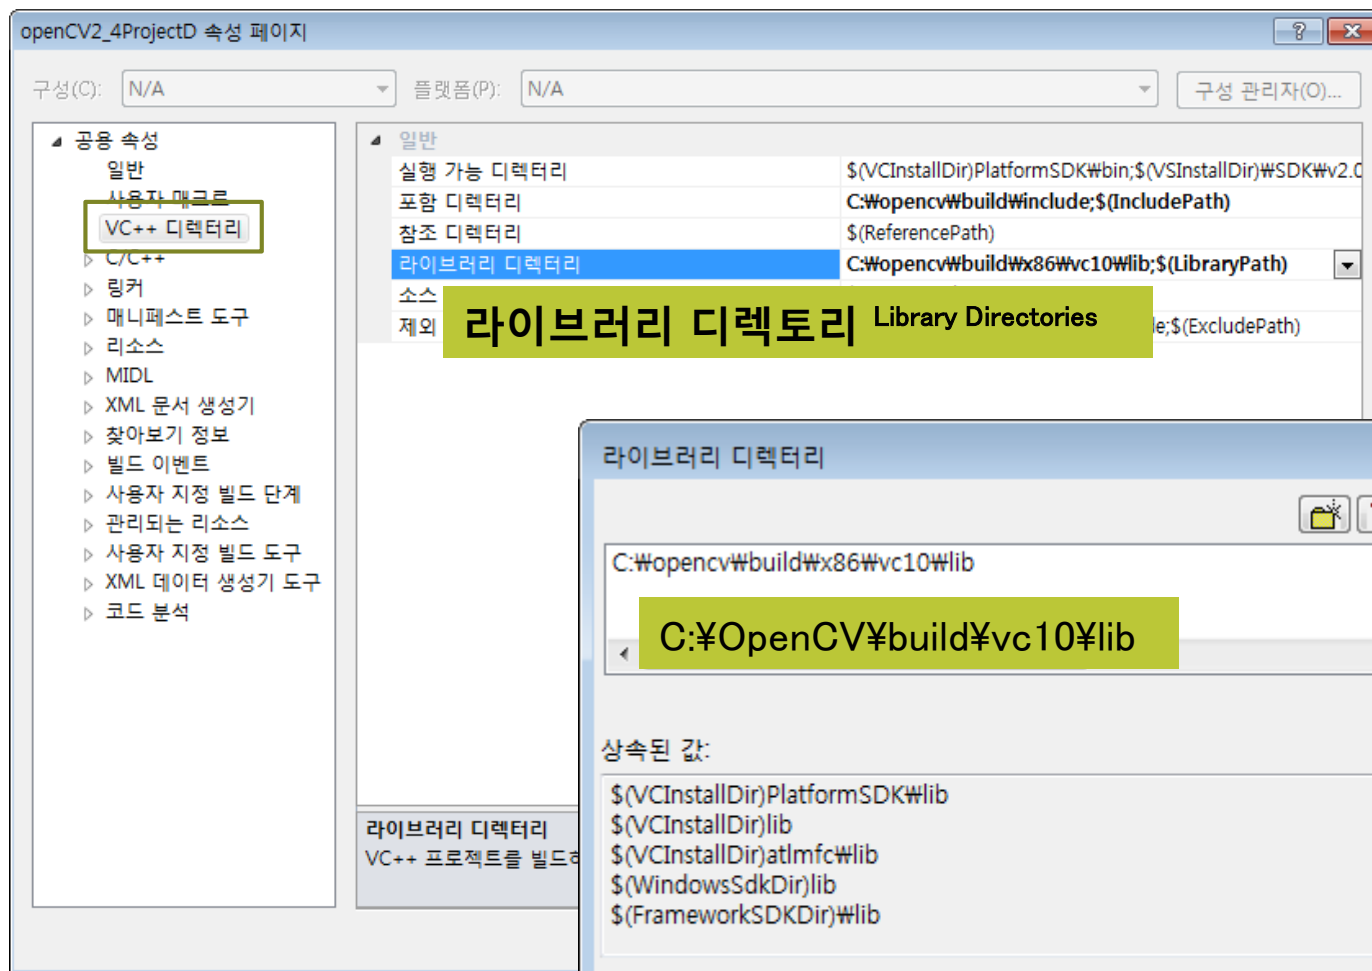 openCV2_4ProjectD 속성 페이지
구성(C): N/A 플랫폼(P): N/A 구성 관리자(O)...
공용 속성
일반
사용자 매크로
VC++ 디렉터리
C/C++
링커
매니페스트 도구
리소스
MIDL
XML 문서 생성기
찾아보기 정보
빌드 이벤트
사용자 지정 빌드 단계
관리되는 리소스
사용자 지정 빌드 도구
XML 데이터 생성기 도구
코드 분석
일반
실행 가능 디렉터리 $(VCInstallDir)PlatformSDK₩bin;$(VSInstallDir)₩SDK₩v2.0
포함 디렉터리 C:₩opencv₩build₩include;$(IncludePath)
참조 디렉터리 $(ReferencePath)
라이브러리 디렉터리 C:₩opencv₩build₩x86₩vc10₩lib;$(LibraryPath)
소스
제외 le;$(ExcludePath)
라이브러리 디렉토리 Library Directories
라이브러리 디렉터리
VC++ 프로젝트를 빌드하
라이브러리 디렉터리
C:₩opencv₩build₩x86₩vc10₩lib
C:¥OpenCV¥build¥vc10¥lib
상속된 값:
$(VCInstallDir)PlatformSDK₩lib
$(VCInstallDir)lib
$(VCInstallDir)atlmfc₩lib
$(WindowsSdkDir)lib
$(FrameworkSDKDir)₩lib